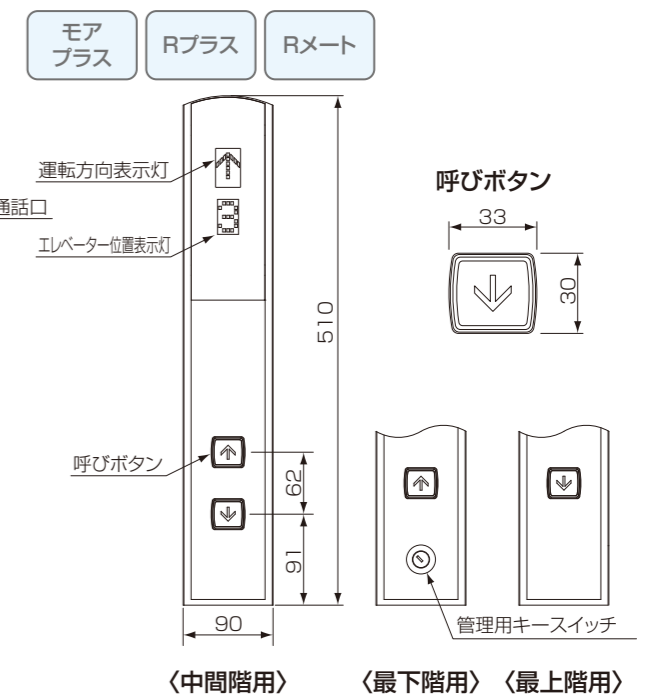 モア
プラス
Rプラス
Rメート
運転方向表示灯
通話口
エレベーター位置表示灯
3
呼びボタン
510
62
91
90
呼びボタン
33
30
管理用キースイッチ
〈中間階用〉
〈最下階用〉
〈最上階用〉